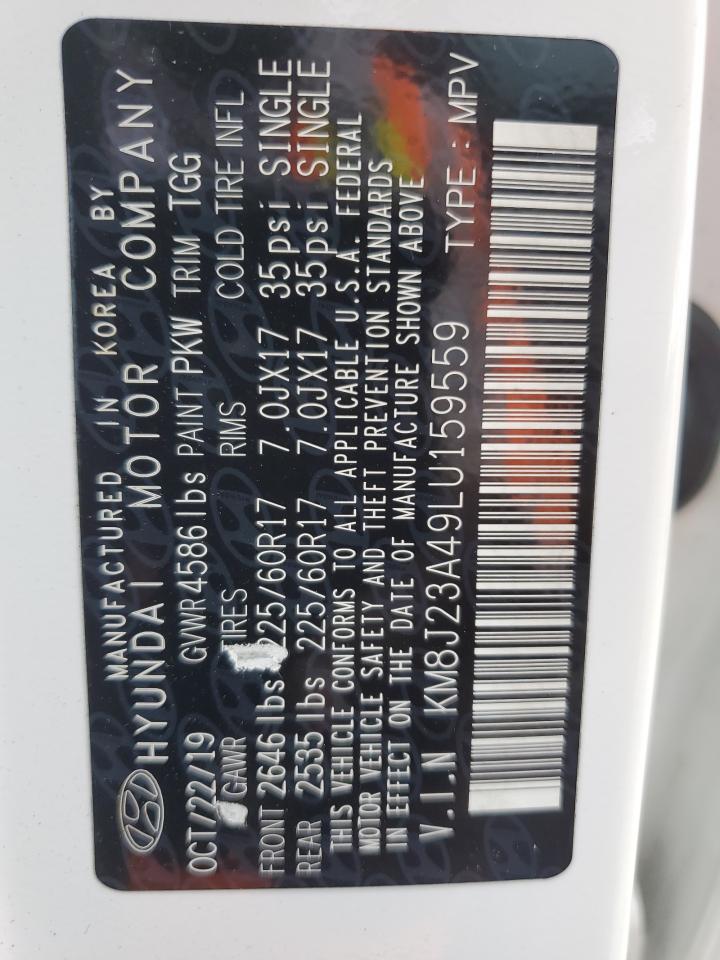 MANUFACTURED IN KOREA BY
HYUNDAI MOTOR COMPANY
OCT/22/19 GVWR 4586 lbs PAINT PKW TRIM TGG
GAWR TIRES RIMS COLD TIRE INFL
FRONT 2646 lbs 225/60R17 7.0JX17 35psi SINGLE
REAR 2535 lbs 225/60R17 7.0JX17 35psi SINGLE
THIS VEHICLE CONFORMS TO ALL APPLICABLE U.S.A. FEDERAL
MOTOR VEHICLE SAFETY AND THEFT PREVENTION STANDARDS
IN EFFECT ON THE DATE OF MANUFACTURE SHOWN ABOVE
V.I.N KM8J23A49LU159559 TYPE : MPV